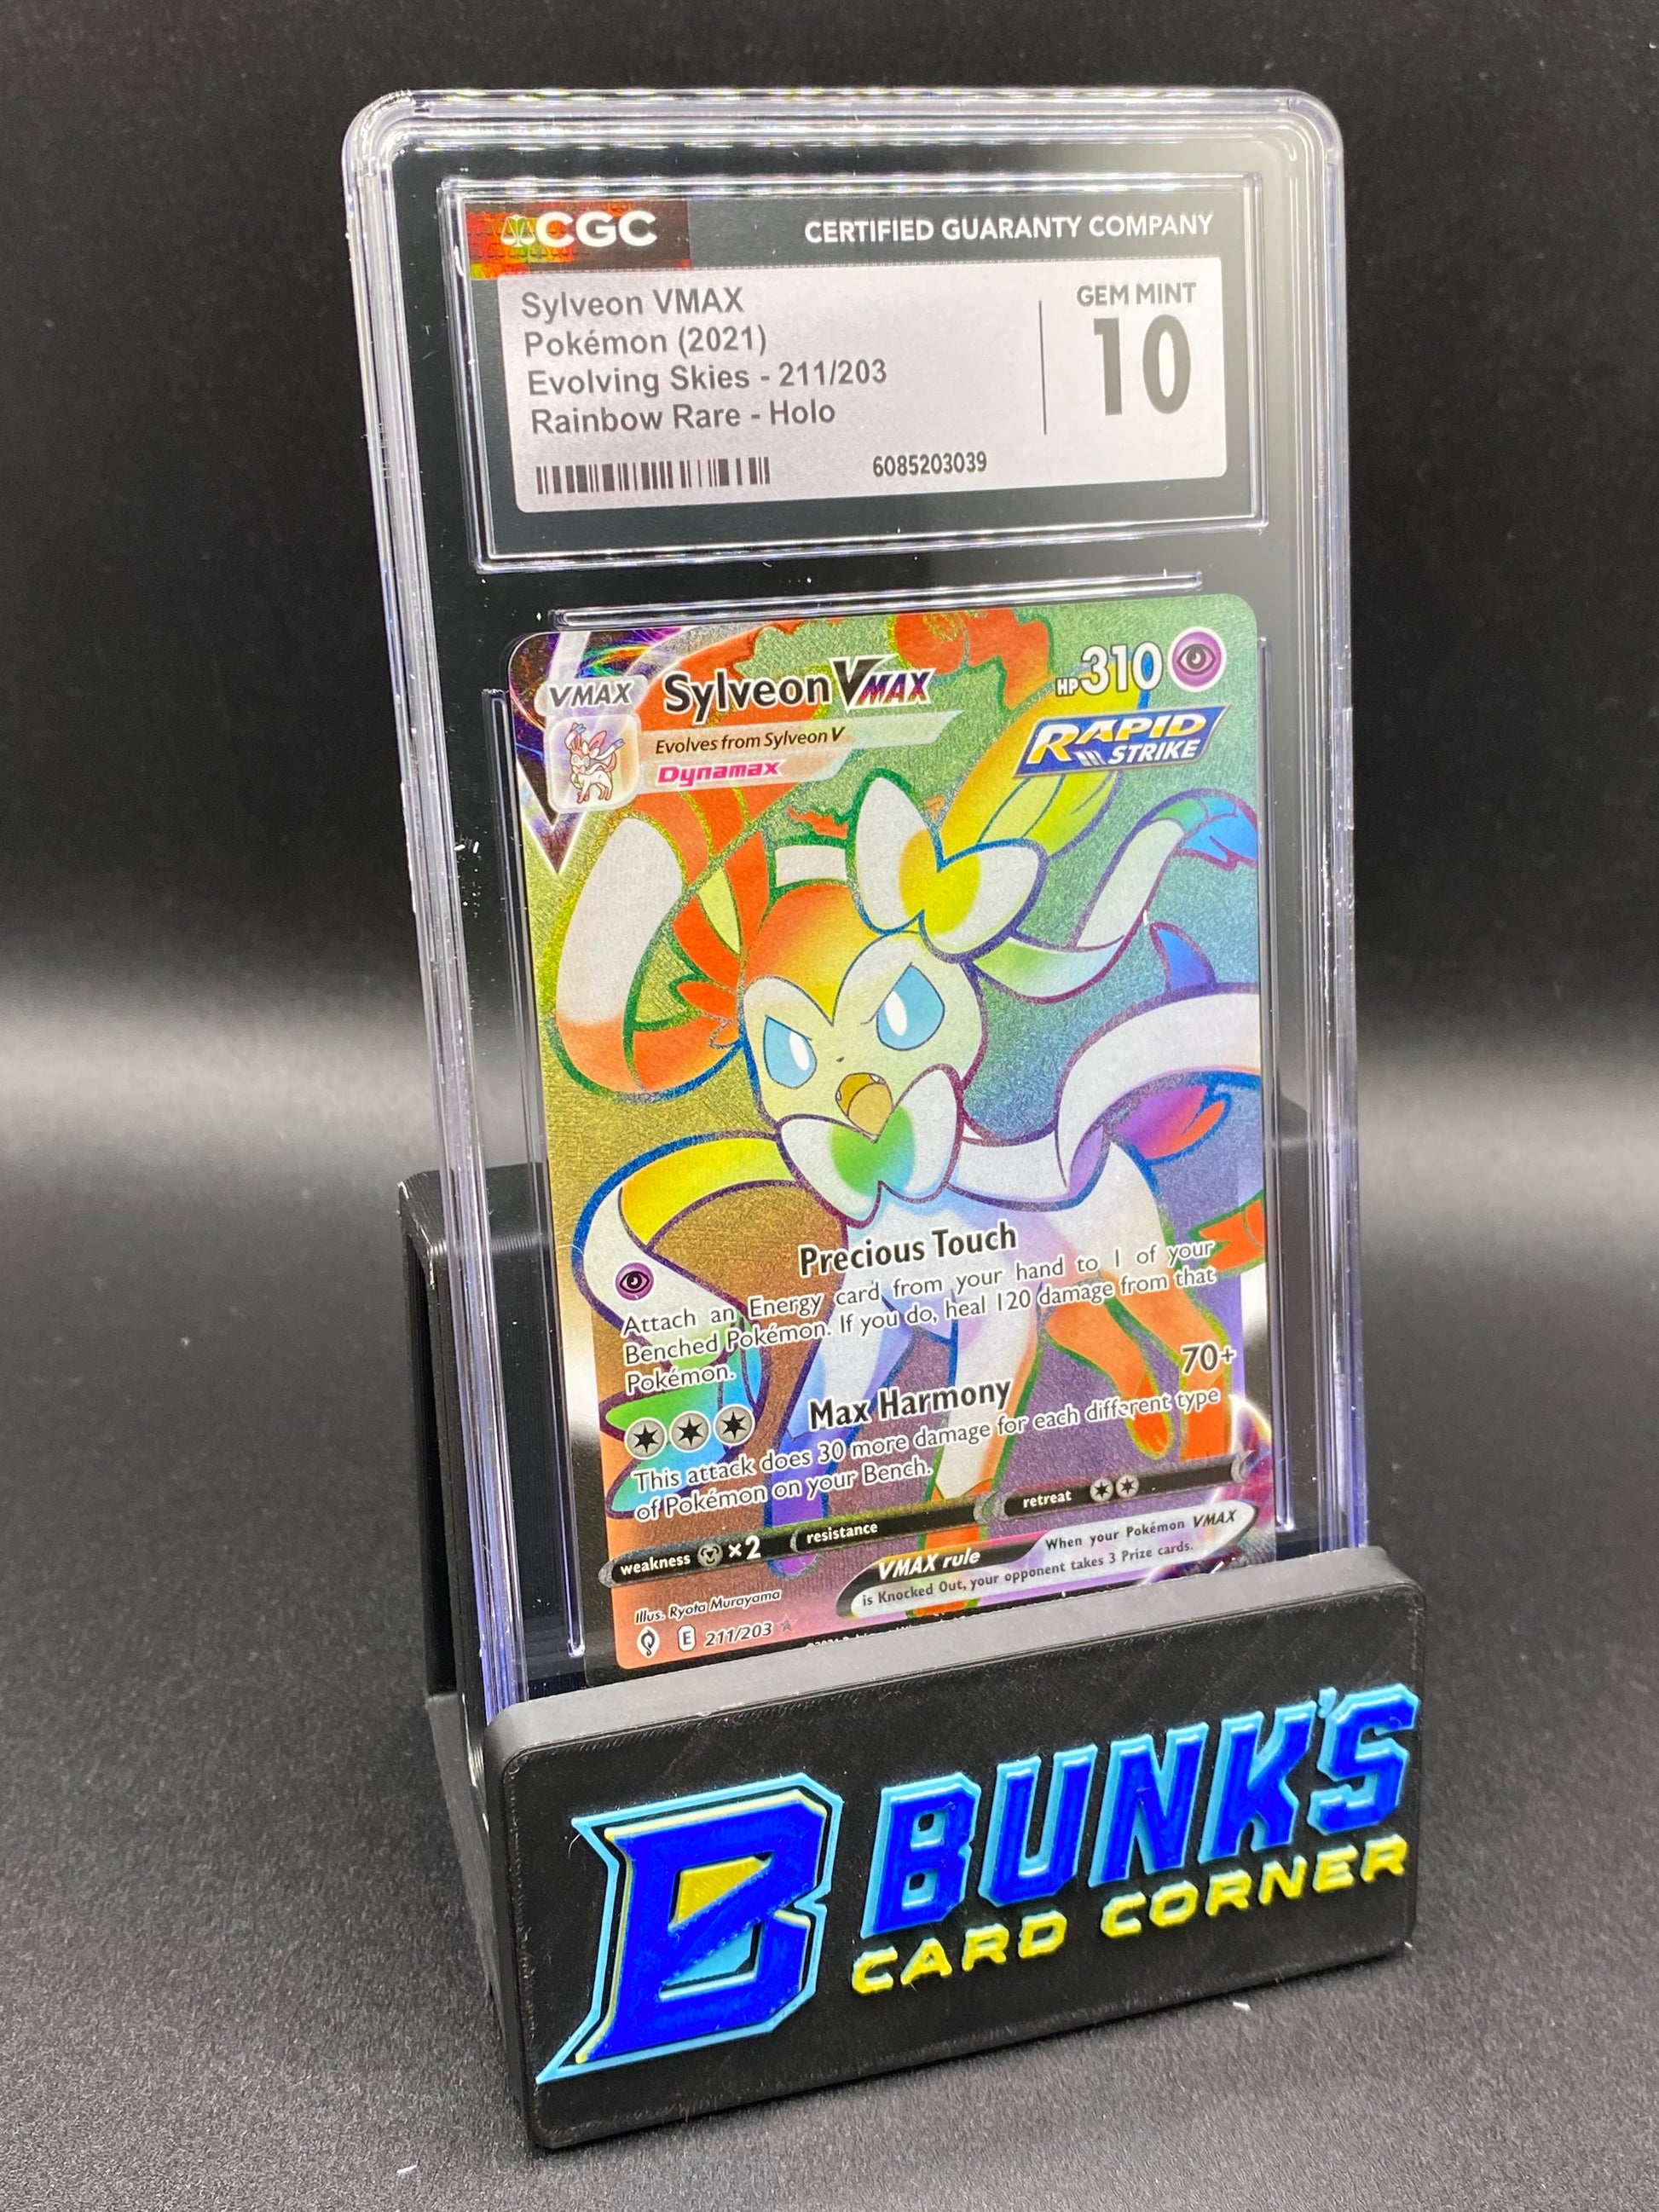 CGC
CERTIFIED GUARANTY COMPANY
Sylveon VMAX
Pokémon (2021)
Evolving Skies - 211/203
Rainbow Rare - Holo
GEM MINT
10
6085203039
VMAX
Sylveon VMAX
HP310
Evolves from Sylveon V
Dynamax
RAPID
STRIKE
Precious Touch
Attach an Energy card from your hand to 1 of your
Benched Pokémon. If you do, heal 120 damage from that
Pokémon.
Max Harmony
70+
This attack does 30 more damage for each different type
of Pokémon on your Bench.
weakness ×2
resistance
retreat
VMAX rule
When your Pokémon VMAX
is Knocked Out, your opponent takes 3 Prize cards.
Illus. Ryota Murayama
E 211/203
B
BUNK'S
CARD CORNER